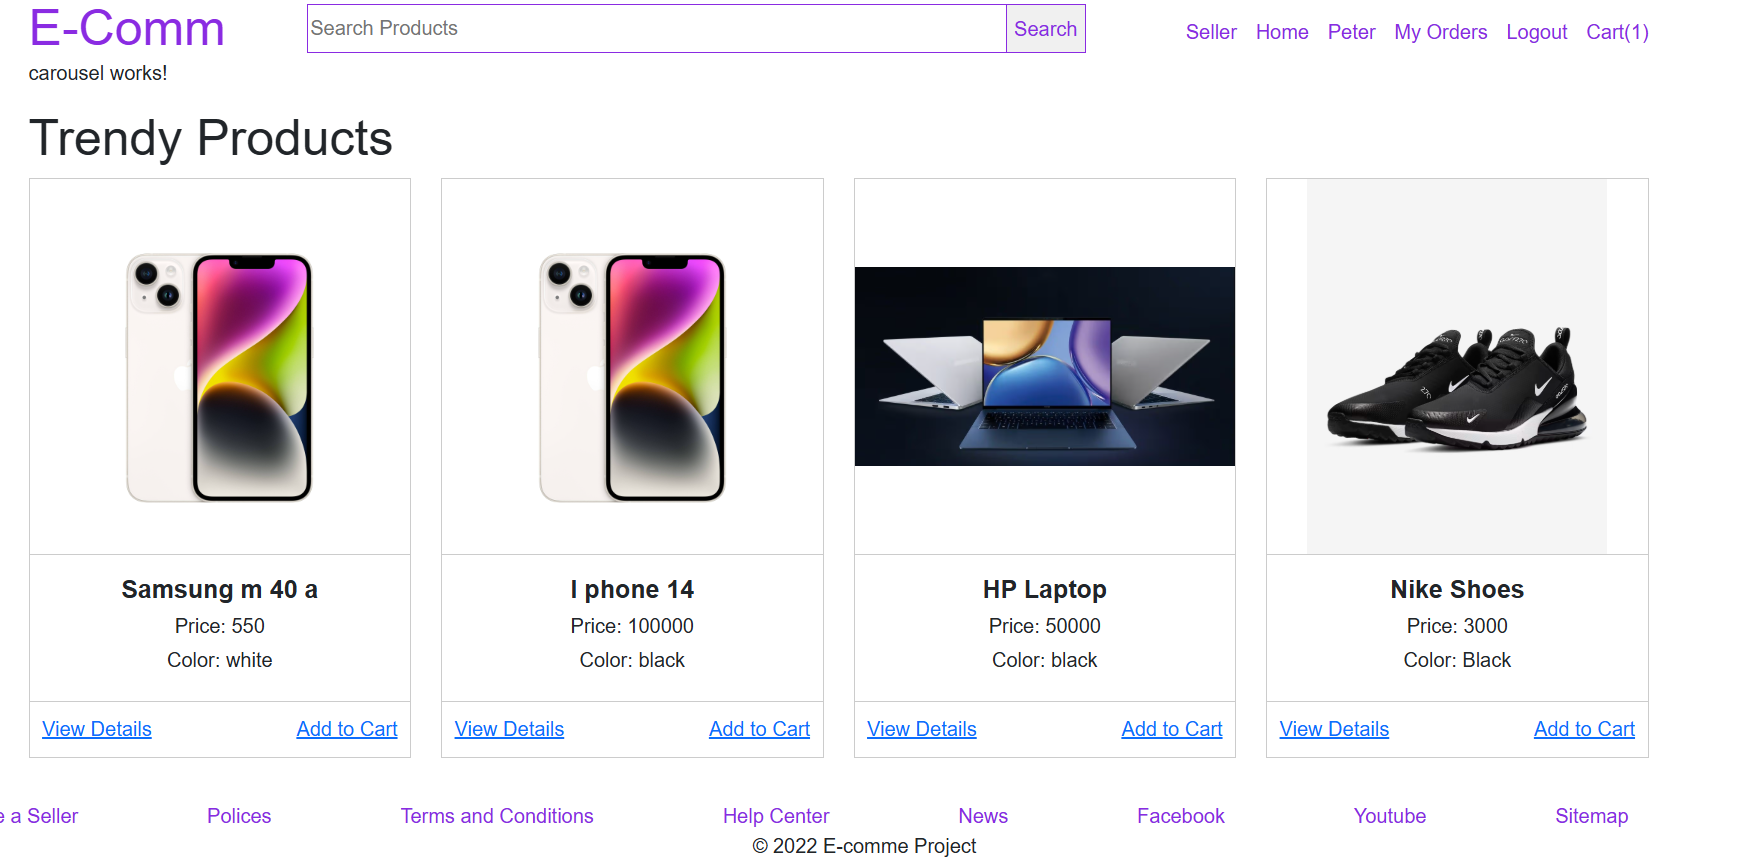 E-Comm
Search Products
Search
Seller Home Peter My Orders Logout Cart(1)
carousel works!
Trendy Products
Samsung m 40 a
Price: 550
Color: white
View Details Add to Cart
I phone 14
Price: 100000
Color: black
View Details Add to Cart
HP Laptop
Price: 50000
Color: black
View Details Add to Cart
Nike Shoes
Price: 3000
Color: Black
View Details Add to Cart
a Seller Polices Terms and Conditions Help Center News Facebook Youtube Sitemap
© 2022 E-comme Project